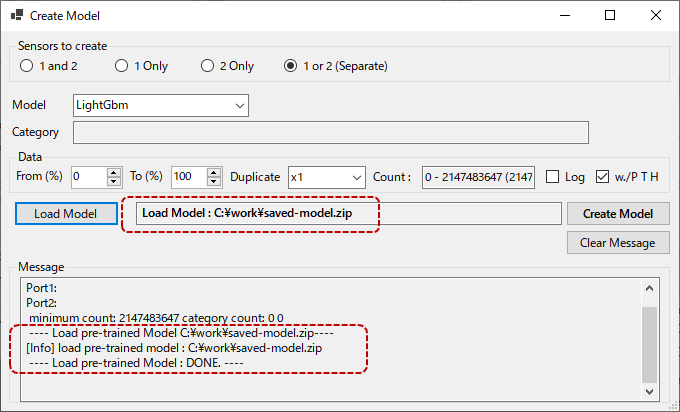 Create Model
Sensors to create
1 and 2 1 Only 2 Only 1 or 2 (Separate)
Model LightGbm
Category
Data
From (%) 0 To (%) 100 Duplicate x1 Count : 0 - 2147483647 (2147 Log w./P T H
Load Model Load Model : C:¥work¥saved-model.zip Create Model
Clear Message
Message
Port1:
Port2:
minimum count: 2147483647 category count: 0 0
---- Load pre-trained Model C:¥work¥saved-model.zip----
[Info] load pre-trained model : C:¥work¥saved-model.zip
---- Load pre-trained Model : DONE. ----